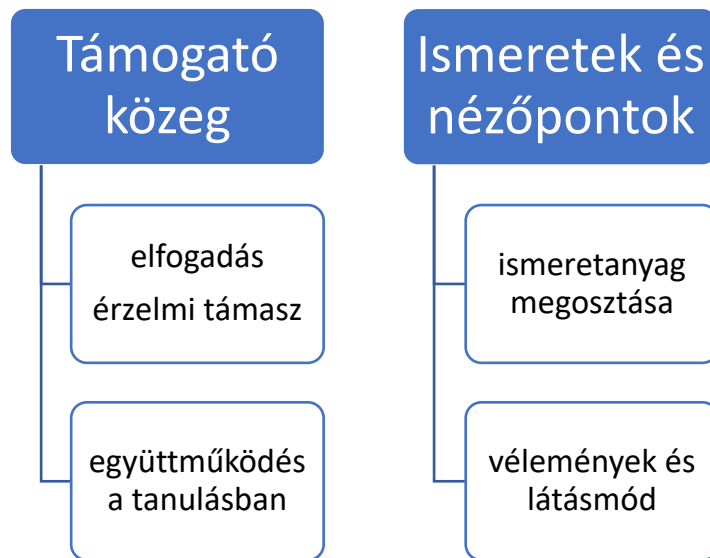 Támogató
közeg
elfogadás
érzelmi támasz
együttműködés
a tanulásban
Ismeretek és
nézőpontok
ismeretanyag
megosztása
vélemények és
látásmód